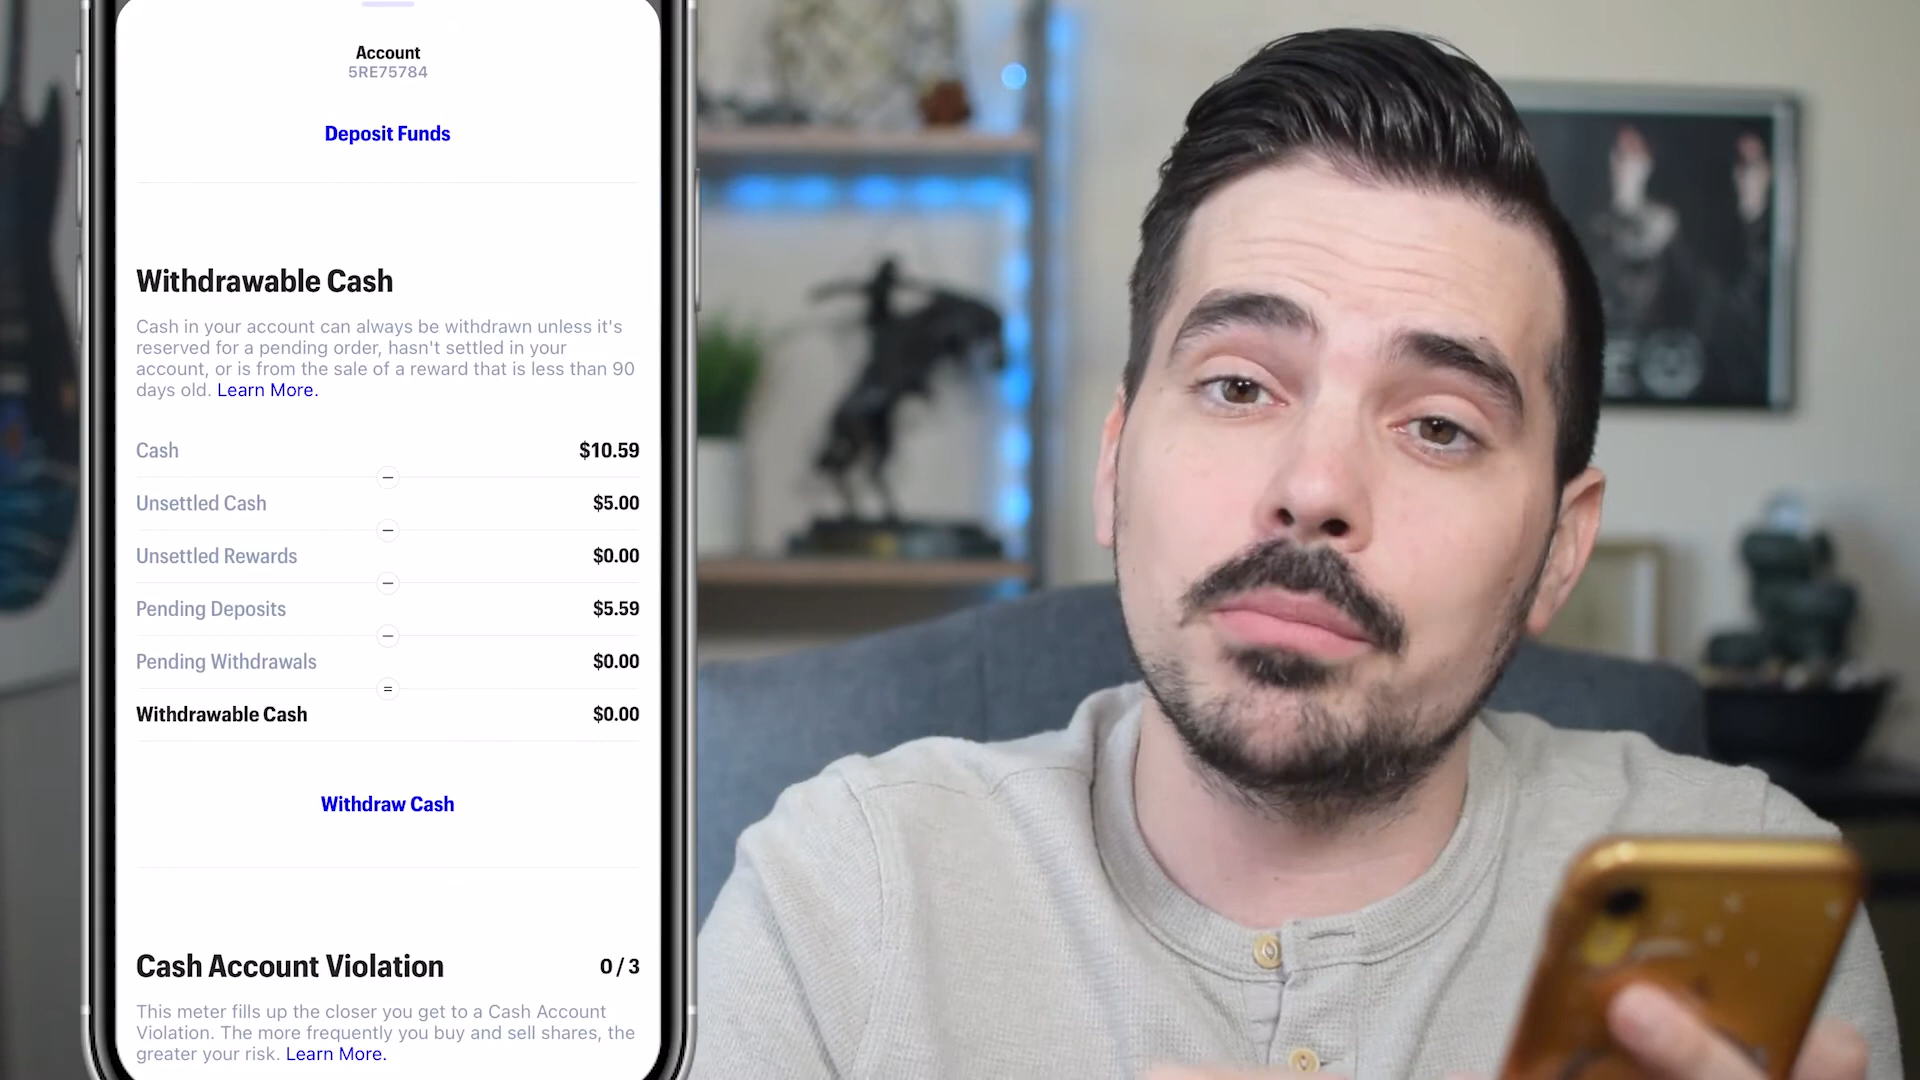 Account
5RE75784
Deposit Funds
Withdrawable Cash
Cash in your account can always be withdrawn unless it's
reserved for a pending order, hasn't settled in your
account, or is from the sale of a reward that is less than 90
days old. Learn More.
Cash $10.59
−
Unsettled Cash $5.00
−
Unsettled Rewards $0.00
−
Pending Deposits $5.59
−
Pending Withdrawals $0.00
=
Withdrawable Cash $0.00
Withdraw Cash
Cash Account Violation 0 / 3
This meter fills up the closer you get to a Cash Account
Violation. The more frequently you buy and sell shares, the
greater your risk. Learn More.